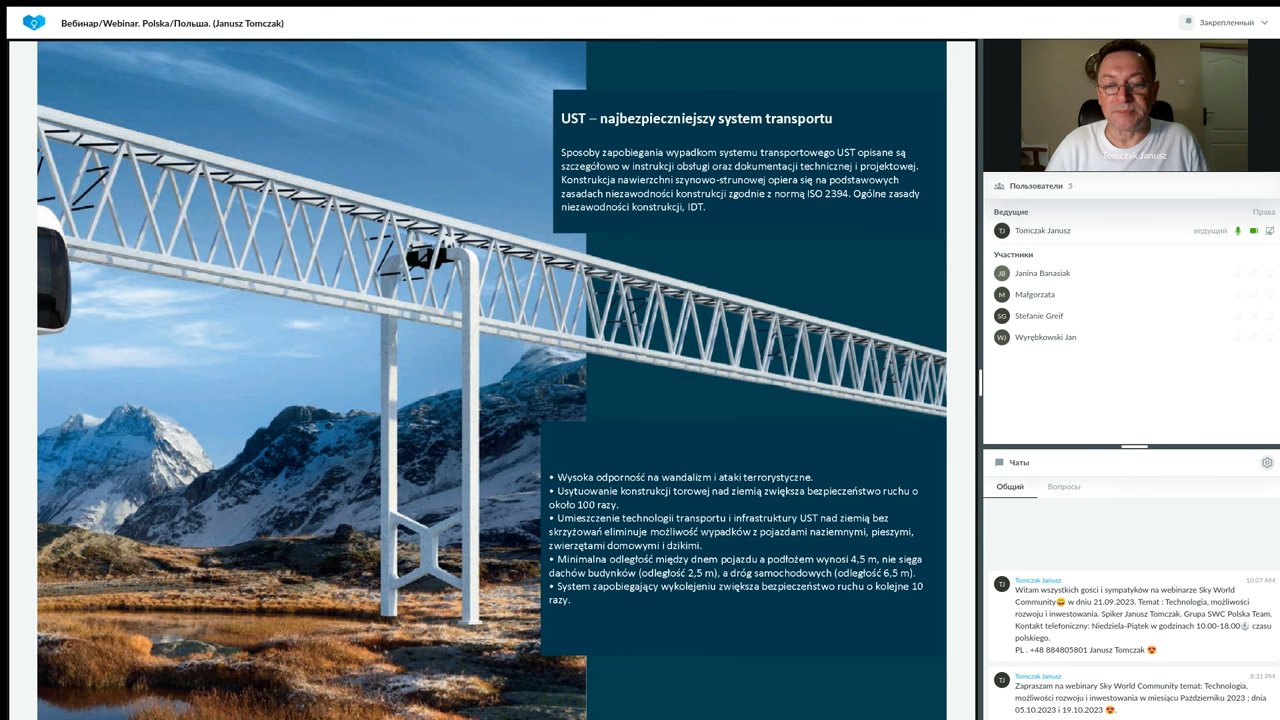 Вебинар/Webinar. Polska/Польша. (Janusz Tomczak)
Закрепленный
UST – najbezpieczniejszy system transportu
Sposoby zapobiegania wypadkom systemu transportowego UST opisane są
szczegółowo w instrukcji obsługi oraz dokumentacji technicznej i projektowej.
Konstrukcja nawierzchni szynowo-strunowej opiera się na podstawowych
zasadach niezawodności konstrukcji zgodnie z normą ISO 2394. Ogólne zasady
niezawodności konstrukcji, IDT.
• Wysoka odporność na wandalizm i ataki terrorystyczne.
• Usytuowanie konstrukcji torowej nad ziemią zwiększa bezpieczeństwo ruchu o
około 100 razy.
• Umieszczenie technologii transportu i infrastruktury UST nad ziemią bez
skrzyżowań eliminuje możliwość wypadków z pojazdami naziemnymi, pieszymi,
zwierzętami domowymi i dzikimi.
• Minimalna odległość między dnem pojazdu a podłożem wynosi 4,5 m, nie sięga
dachów budynków (odległość 2,5 m), a dróg samochodowych (odległość 6,5 m).
• System zapobiegający wykolejeniu zwiększa bezpieczeństwo ruchu o kolejne 10
razy.
Tomczak Janusz
Пользователи 5
Ведущие Права
TJ Tomczak Janusz ведущий
Участники
JB Janina Banasiak
M Małgorzata
SG Stefanie Greif
WJ Wyrębkowski Jan
Чаты
Общий Вопросы
TJ Tomczak Janusz 10:07 AM
Witam wszystkich gości i sympatyków na webinarze Sky World
Community😀 w dniu 21.09.2023. Temat : Technologia, możliwości
rozwoju i inwestowania. Spiker Janusz Tomczak. Grupa SWC Polska Team.
Kontakt telefoniczny: Niedziela-Piątek w godzinach 10.00-18.00 czasu
polskiego.
PL . +48 884805801 Janusz Tomczak 😍
TJ Tomczak Janusz 8:31 PM
Zapraszam na webinary Sky World Community temat: Technologia,
możliwości rozwoju i inwestowania w miesiącu Październiku 2023 ; dnia
05.10.2023 i 19.10.2023 😍.